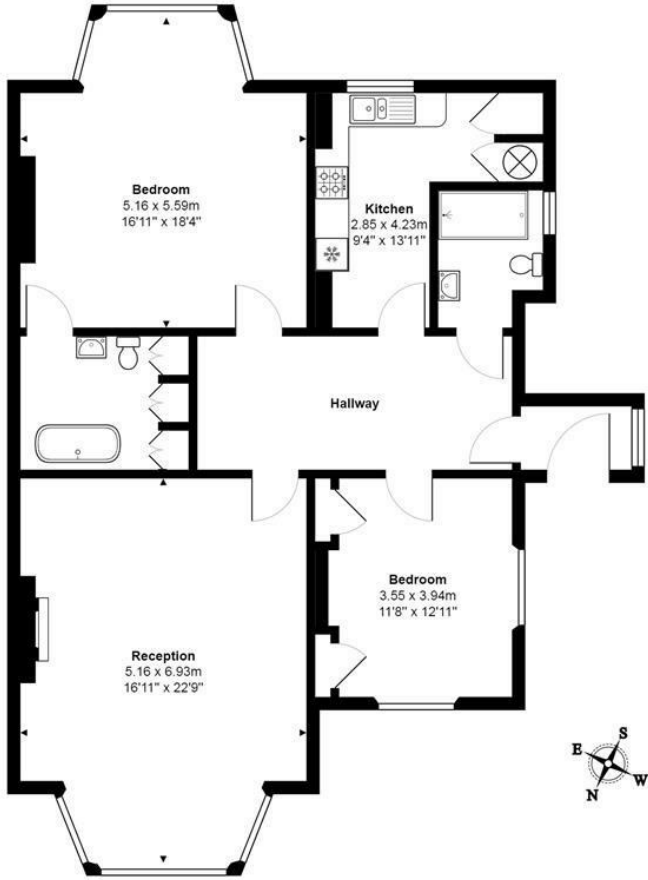 Bedroom
5.16 x 5.59m
16'11" x 18'4"
Kitchen
2.85 x 4.23m
9'4" x 13'11"
Hallway
Bedroom
3.55 x 3.94m
11'8" x 12'11"
Reception
5.16 x 6.93m
16'11" x 22'9"
S
E
W
N